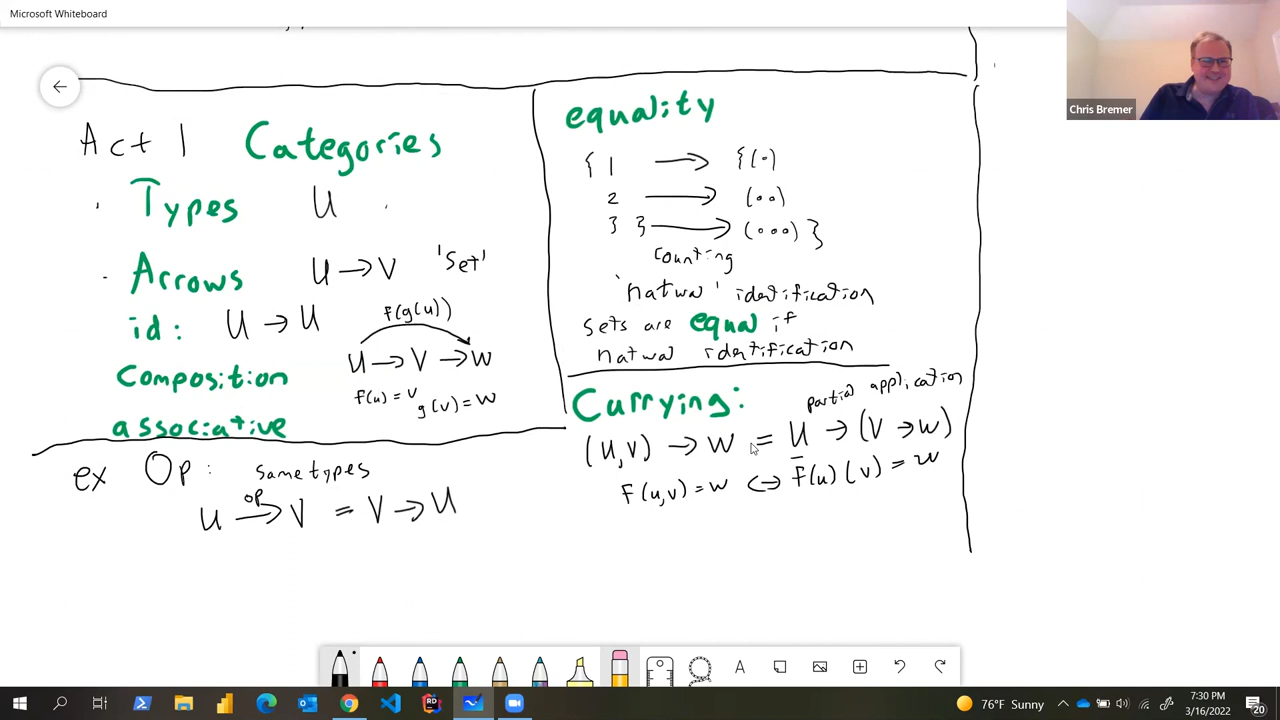 Microsoft Whiteboard
Chris Bremer
Act 1 Categories
Types U
Arrows U → V 'Set'
id: U → U
f(g(u))
Composition U → V → W
f(u) = v g(v) = w
associative
ex Op: same types
U op→ V = V → U
equality
{ 1 → { (•)
2 → (••)
3 } → (•••) }
counting
'natural' identification
sets are equal if
natural identification
Currying: partial application
(U,V) → W = U → (V → W)
f(u,v) = w <=> f(u)(v) = w
76°F Sunny
7:30 PM
3/16/2022
20